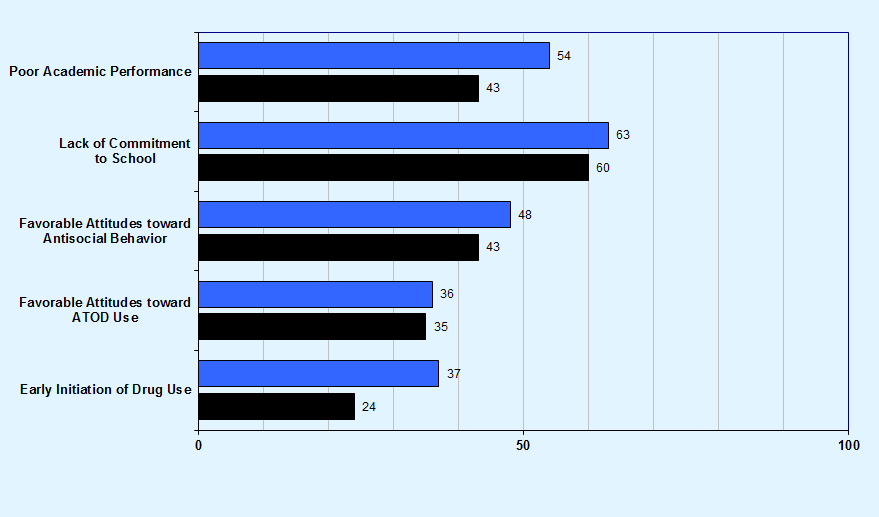 Poor Academic Performance
54
43
Lack of Commitment
to School
63
60
Favorable Attitudes toward
Antisocial Behavior
48
43
Favorable Attitudes toward
ATOD Use
36
35
Early Initiation of Drug Use
37
24
0 50 100